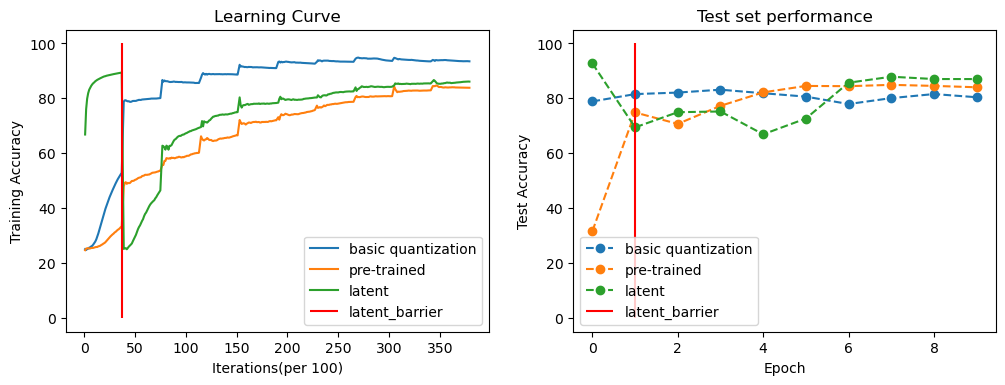 Learning Curve
Training Accuracy
100
80
60
40
20
0
0 50 100 150 200 250 300 350
Iterations(per 100)
basic quantization
pre-trained
latent
latent_barrier
Test set performance
Test Accuracy
100
80
60
40
20
0
0 2 4 6 8
Epoch
basic quantization
pre-trained
latent
latent_barrier